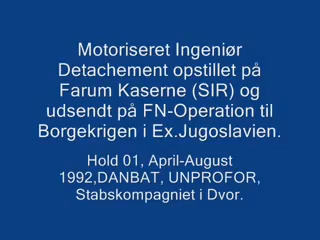 Motoriseret Ingeniør
Detachement opstillet på
Farum Kaserne (SIR) og
udsendt på FN-Operation til
Borgekrigen i Ex.Jugoslavien.
Hold 01, April-August
1992,DANBAT, UNPROFOR,
Stabskompagniet i Dvor.